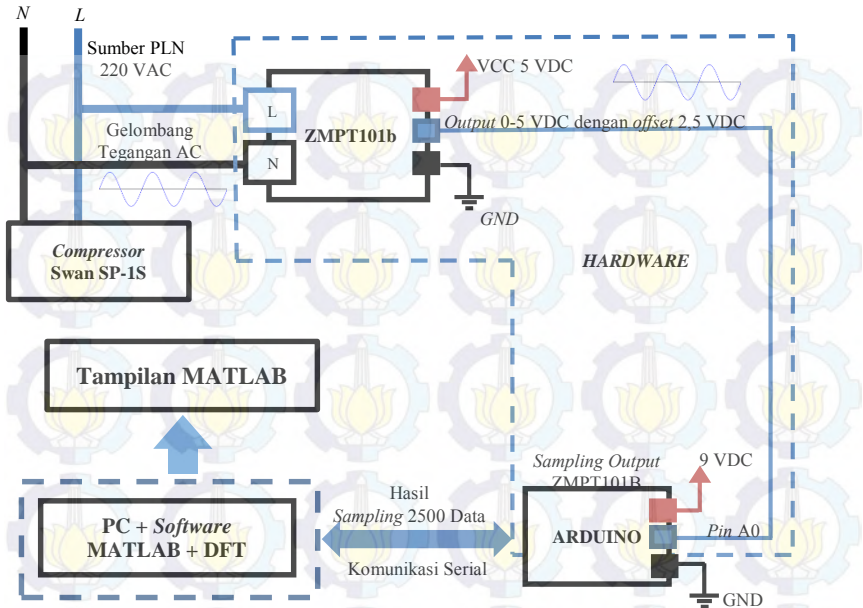 N L
Sumber PLN
220 VAC
VCC 5 VDC
L
ZMPT101b
Output 0-5 VDC dengan offset 2,5 VDC
Gelombang
Tegangan AC
N
GND
Compressor
Swan SP-1S
HARDWARE
Tampilan MATLAB
Sampling Output
ZMPT101B
9 VDC
Hasil
Sampling 2500 Data
PC + Software
MATLAB + DFT
ARDUINO
Pin A0
Komunikasi Serial
GND